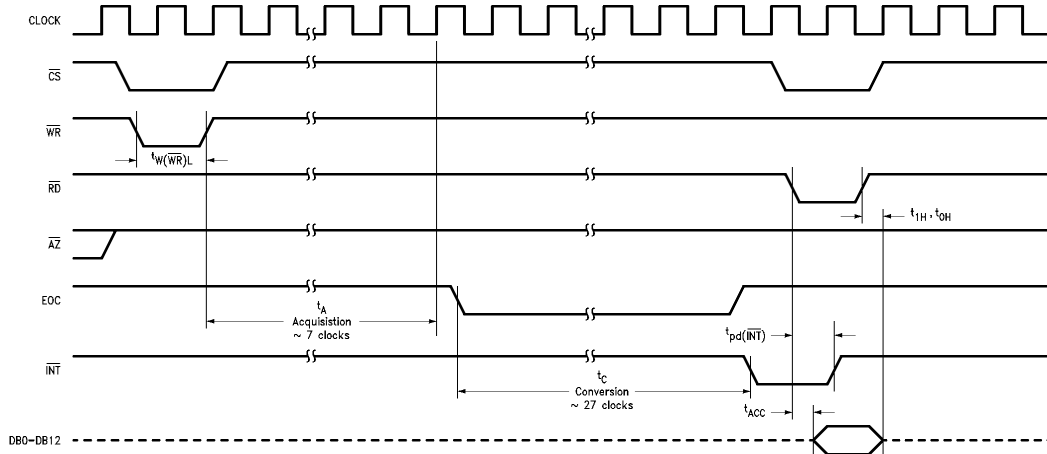 CLOCK
CS
WR
tW(WR)L
RD
t1H, t0H
AZ
EOC
tA
Acquisistion
~ 7 clocks
tpd(INT)
INT
tC
Conversion
~ 27 clocks
tACC
DB0-DB12